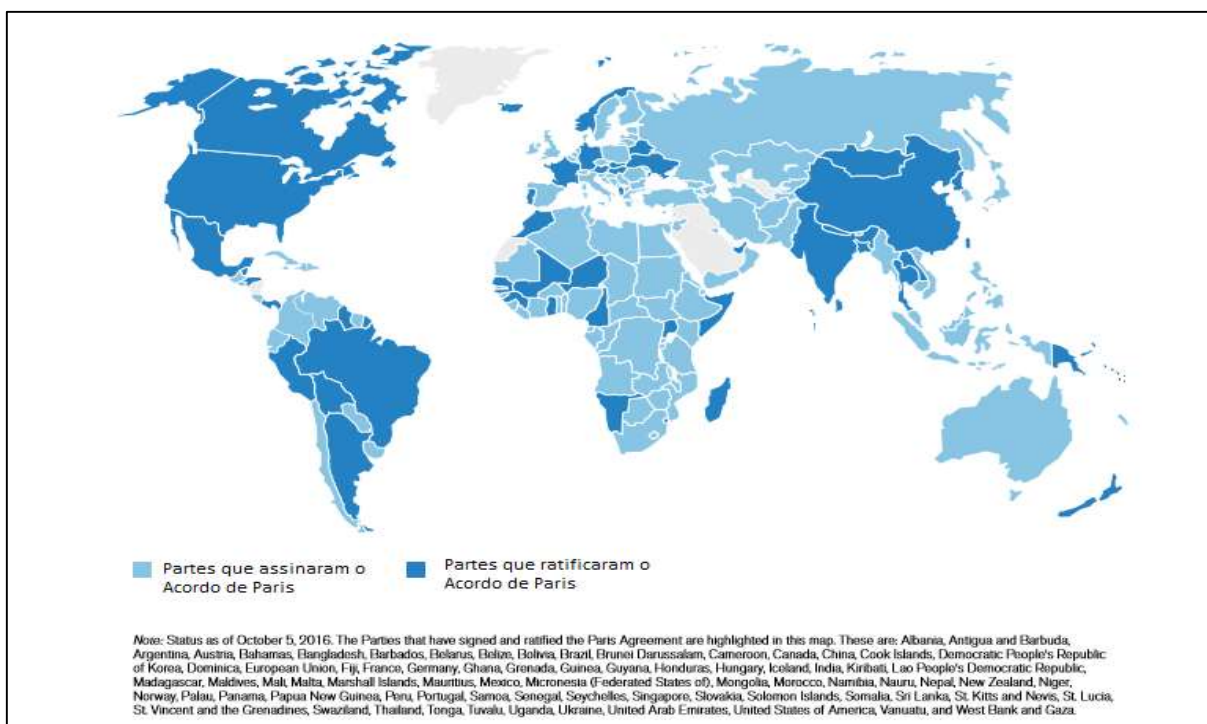 Partes que assinaram o
Acordo de Paris
Partes que ratificaram o
Acordo de Paris
Note: Status as of October 5, 2016. The Parties that have signed and ratified the Paris Agreement are highlighted in this map. These are: Albania, Antigua and Barbuda,
Argentina, Austria, Bahamas, Bangladesh, Barbados, Belarus, Belize, Bolivia, Brazil, Brunei Darussalam, Cameroon, Canada, China, Cook Islands, Democratic People's Republic
of Korea, Dominica, European Union, Fiji, France, Germany, Ghana, Grenada, Guinea, Guyana, Honduras, Hungary, Iceland, India, Kiribati, Lao People's Democratic Republic,
Madagascar, Maldives, Mali, Malta, Marshall Islands, Mauritius, Mexico, Micronesia (Federated States of), Mongolia, Morocco, Namibia, Nauru, Nepal, New Zealand, Niger,
Norway, Palau, Panama, Papua New Guinea, Peru, Portugal, Samoa, Senegal, Seychelles, Singapore, Slovakia, Solomon Islands, Somalia, Sri Lanka, St. Kitts and Nevis, St. Lucia,
St. Vincent and the Grenadines, Swaziland, Thailand, Tonga, Tuvalu, Uganda, Ukraine, United Arab Emirates, United States of America, Vanuatu, and West Bank and Gaza.